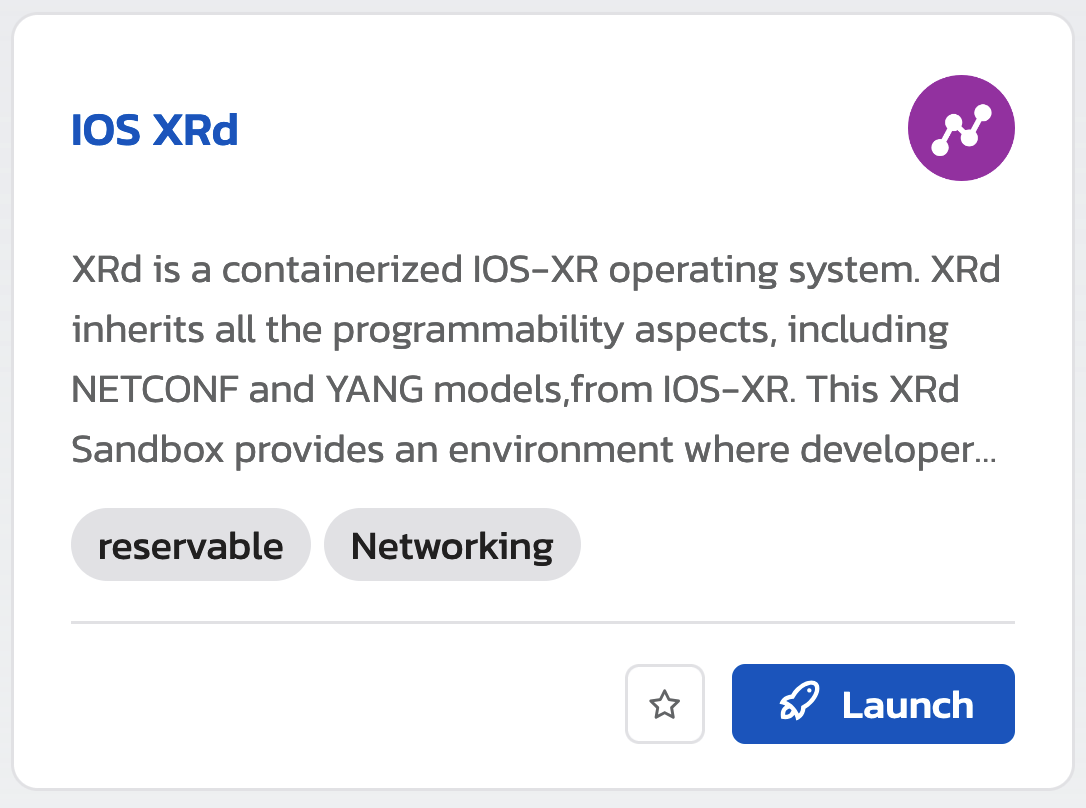 IOS XRd
XRd is a containerized IOS-XR operating system. XRd
inherits all the programmability aspects, including
NETCONF and YANG models,from IOS-XR. This XRd
Sandbox provides an environment where developer...
reservable
Networking
Launch